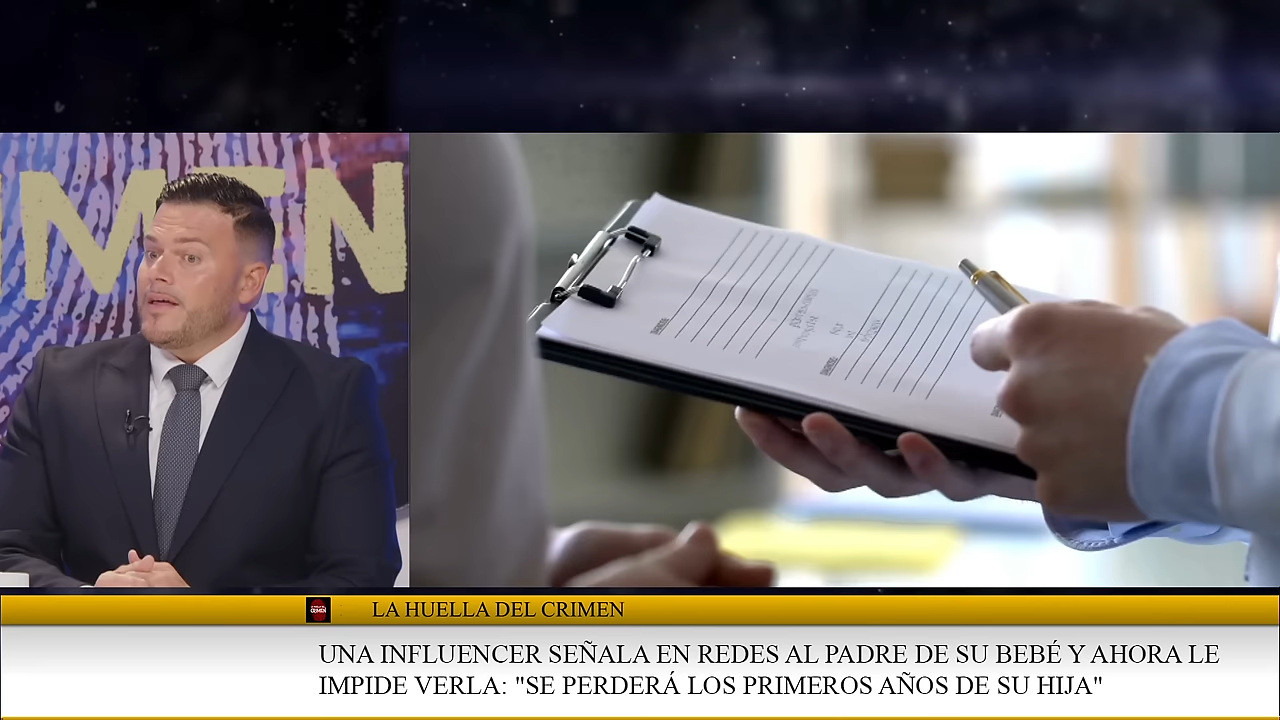 MEN
LA HUELLA DEL CRIMEN
UNA INFLUENCER SEÑALA EN REDES AL PADRE DE SU BEBÉ Y AHORA LE
IMPIDE VERLA: "SE PERDERÁ LOS PRIMEROS AÑOS DE SU HIJA"